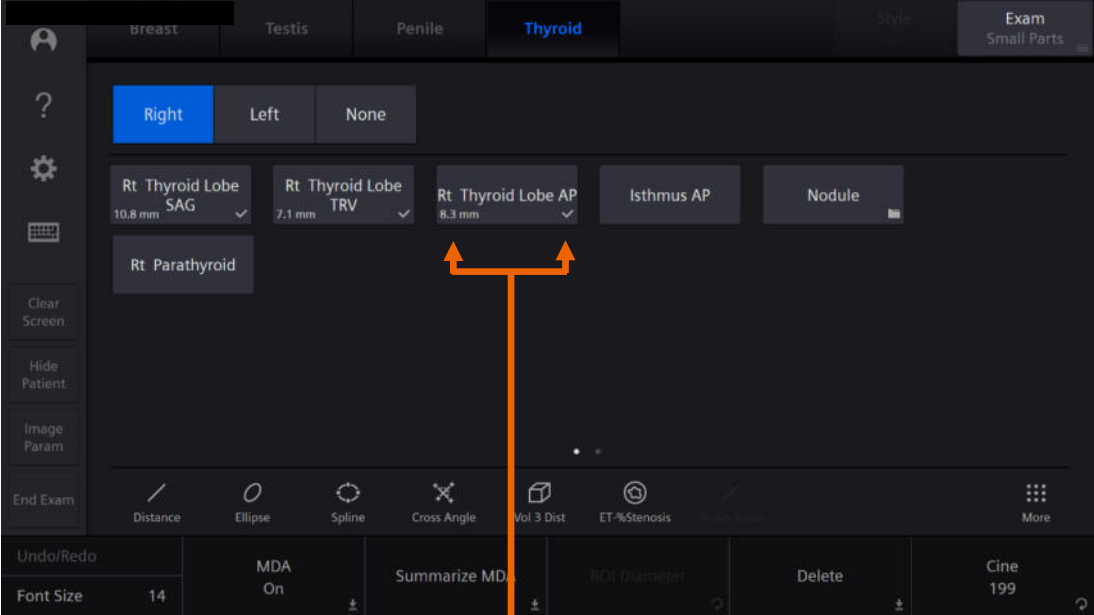 Breast Testis Penile Thyroid Style Exam
Small Parts
?
Right Left None
Rt Thyroid Lobe
SAG
10.8 mm
Rt Thyroid Lobe
TRV
7.1 mm
Rt Thyroid Lobe AP
8.3 mm
Isthmus AP
Nodule
Rt Parathyroid
Clear
Screen
Hide
Patient
Image
Param
End Exam
Distance Ellipse Spline Cross Angle Vol 3 Dist ET-%Stenosis More
Undo/Redo
Font Size 14
MDA
On
Summarize MDA
ROI Diameter
Delete
Cine
199